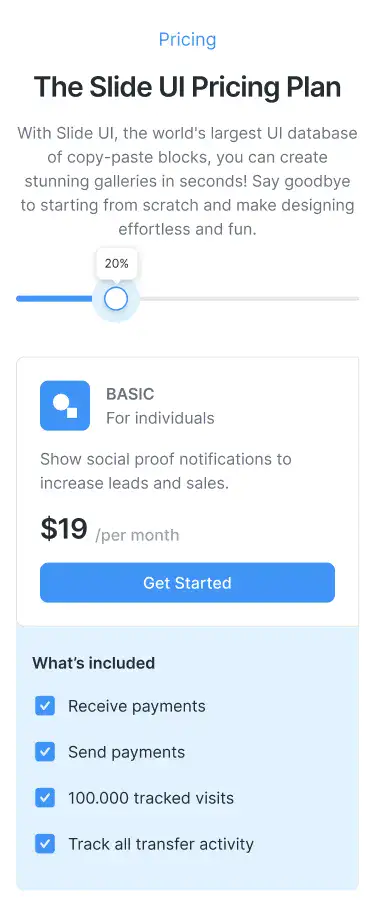 Pricing
The Slide UI Pricing Plan
With Slide UI, the world's largest UI database
of copy-paste blocks, you can create
stunning galleries in seconds! Say goodbye
to starting from scratch and make designing
effortless and fun.
20%
BASIC
For individuals
Show social proof notifications to
increase leads and sales.
$19 /per month
Get Started
What’s included
Receive payments
Send payments
100.000 tracked visits
Track all transfer activity